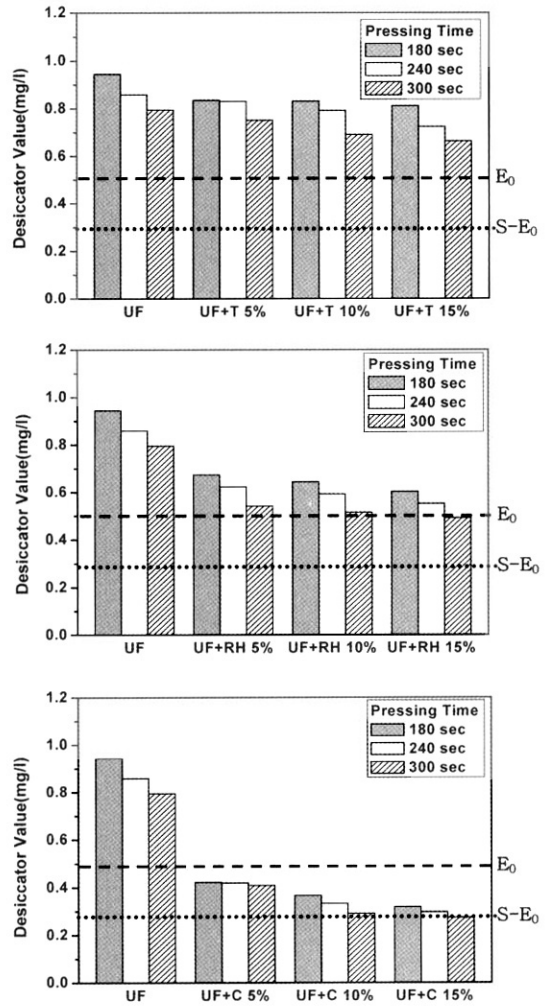 1.2
1.0
0.8
0.6
0.4
0.2
0.0
Desiccator Value(mg/l)
Pressing Time
180 sec
240 sec
300 sec
E₀
S-E₀
UF UF+T 5% UF+T 10% UF+T 15%
1.2
1.0
0.8
0.6
0.4
0.2
0.0
Desiccator Value(mg/l)
Pressing Time
180 sec
240 sec
300 sec
E₀
S-E₀
UF UF+RH 5% UF+RH 10% UF+RH 15%
1.2
1.0
0.8
0.6
0.4
0.2
0.0
Desiccator Value(mg/l)
Pressing Time
180 sec
240 sec
300 sec
E₀
S-E₀
UF UF+C 5% UF+C 10% UF+C 15%